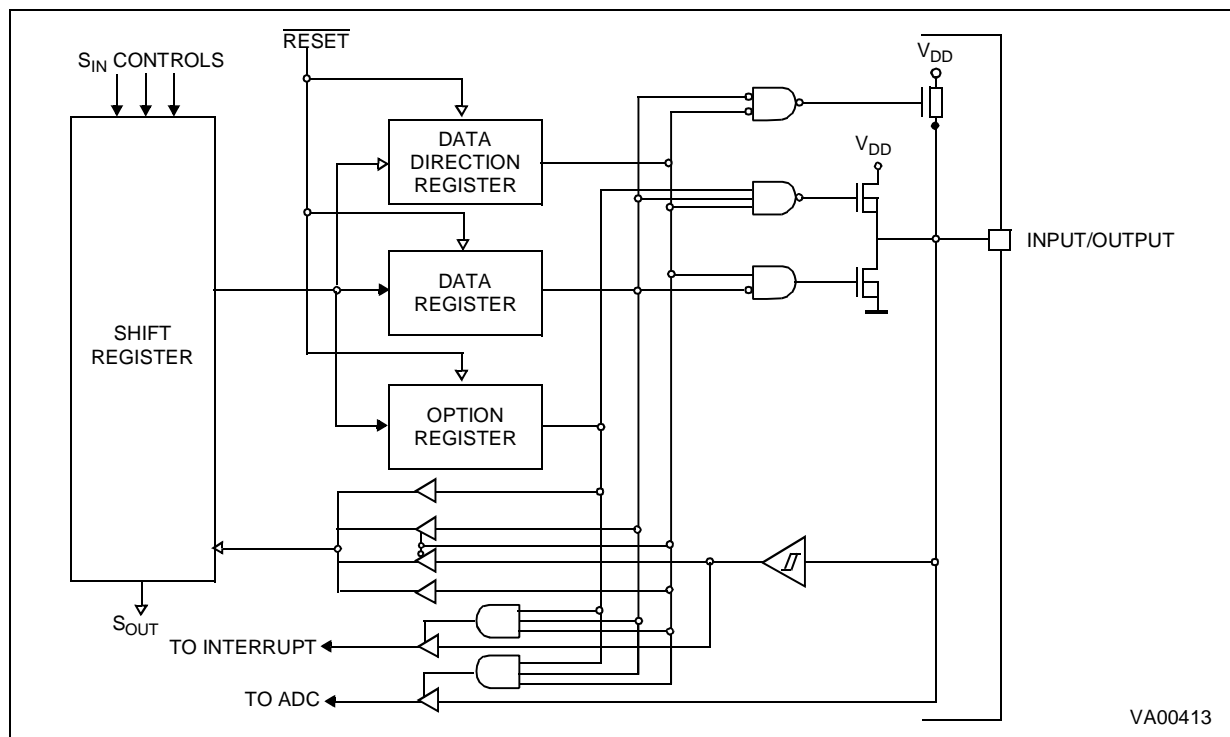 RESET
S_IN CONTROLS
V_DD
DATA
DIRECTION
REGISTER
V_DD
INPUT/OUTPUT
DATA
REGISTER
SHIFT
REGISTER
OPTION
REGISTER
S_OUT
TO INTERRUPT
TO ADC
VA00413